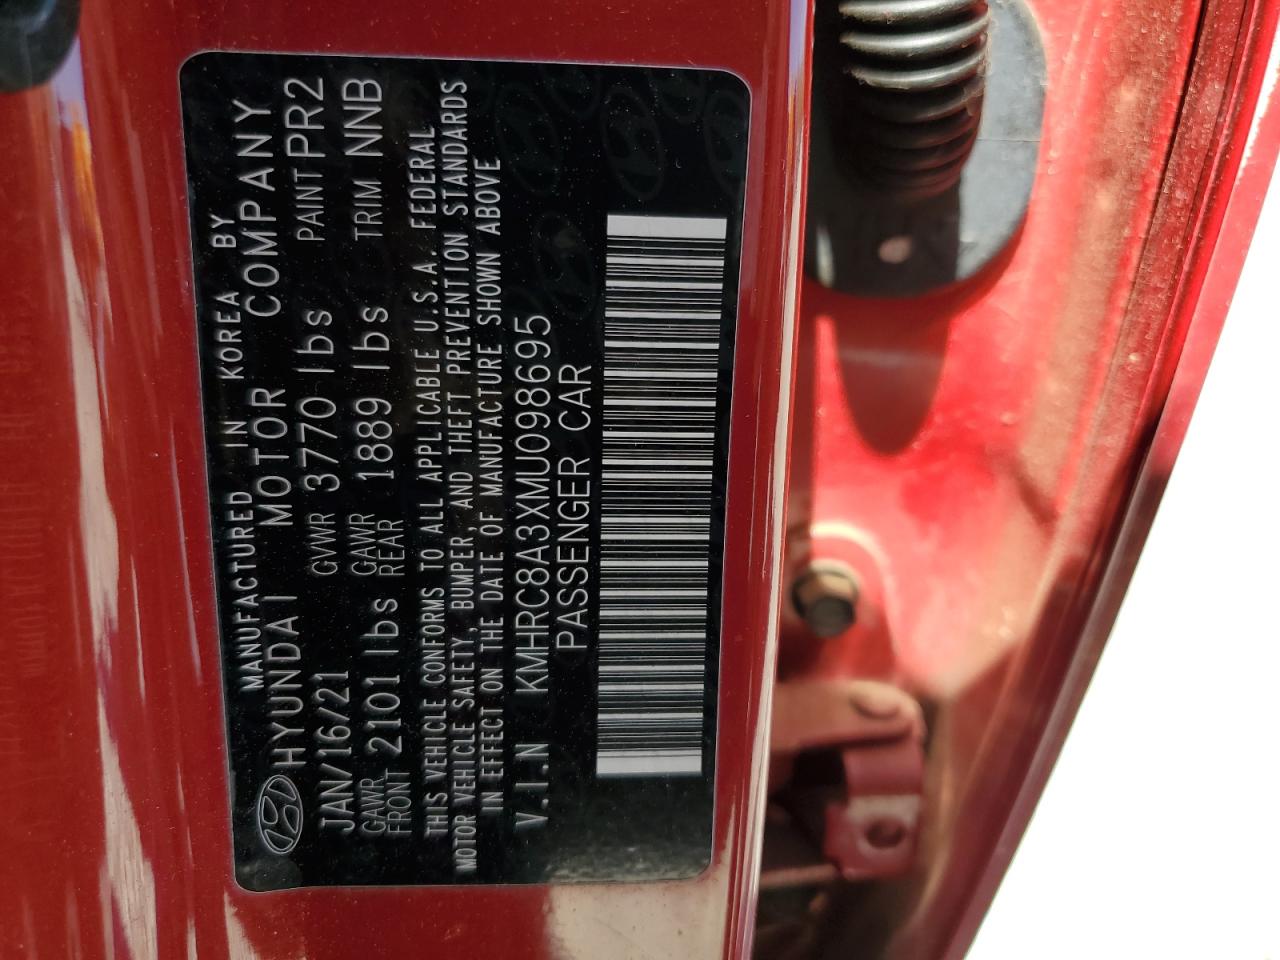 MANUFACTURED IN KOREA BY
HYUNDAI MOTOR COMPANY
JAN/16/21 GVWR 3770 lbs PAINT PR2
GAWR FRONT 2101 lbs GAWR REAR 1889 lbs TRIM NNB
THIS VEHICLE CONFORMS TO ALL APPLICABLE U.S.A. FEDERAL
MOTOR VEHICLE SAFETY, BUMPER, AND THEFT PREVENTION STANDARDS
IN EFFECT ON THE DATE OF MANUFACTURE SHOWN ABOVE
V.I.N KMHRC8A3XMU098695
PASSENGER CAR